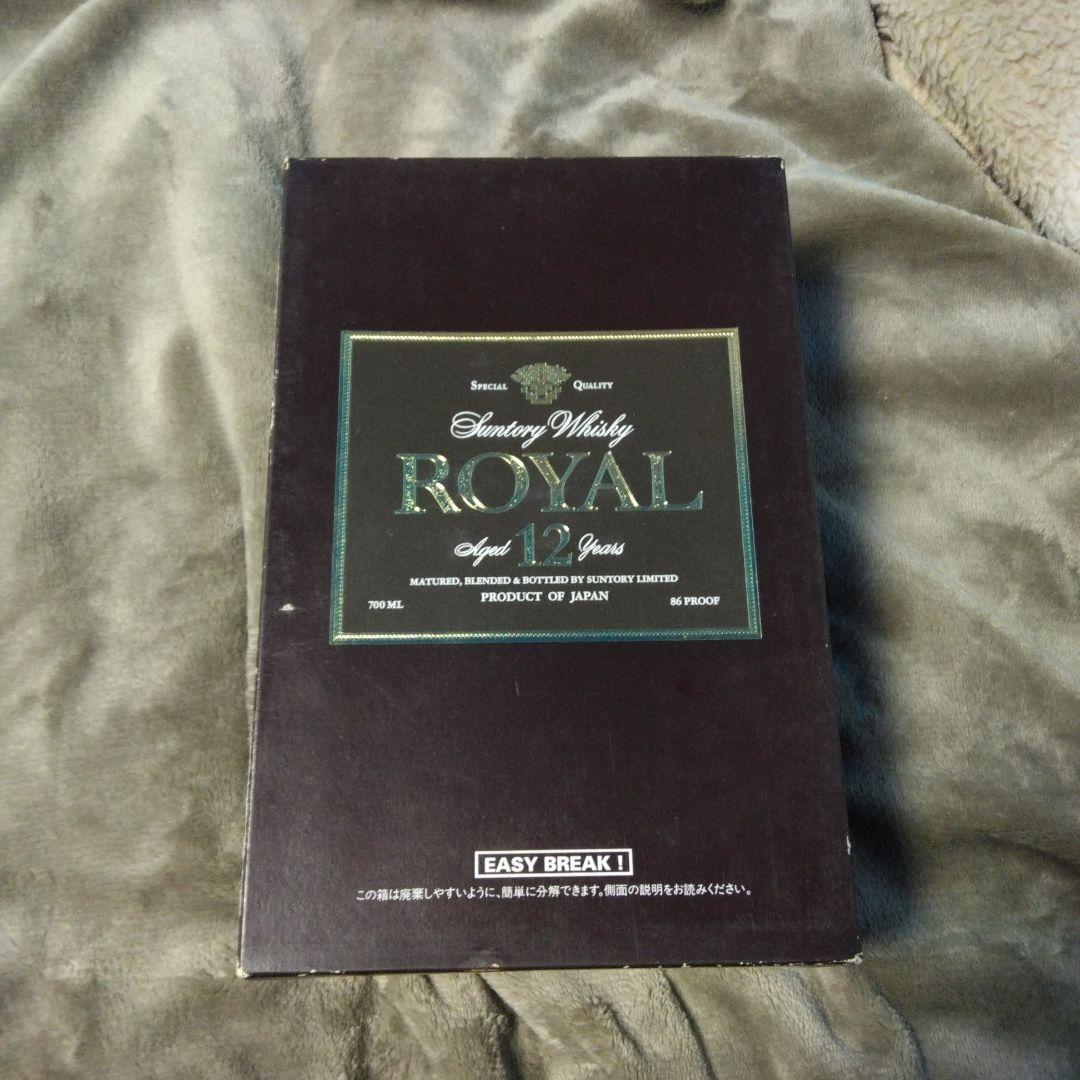 SPECIAL QUALITY
Suntory Whisky
ROYAL
Aged 12 Years
MATURED, BLENDED & BOTTLED BY SUNTORY LIMITED
PRODUCT OF JAPAN
700 ML 86 PROOF
EASY BREAK!
この箱は廃棄しやすいように、簡単に分解できます。側面の説明をお読みください。